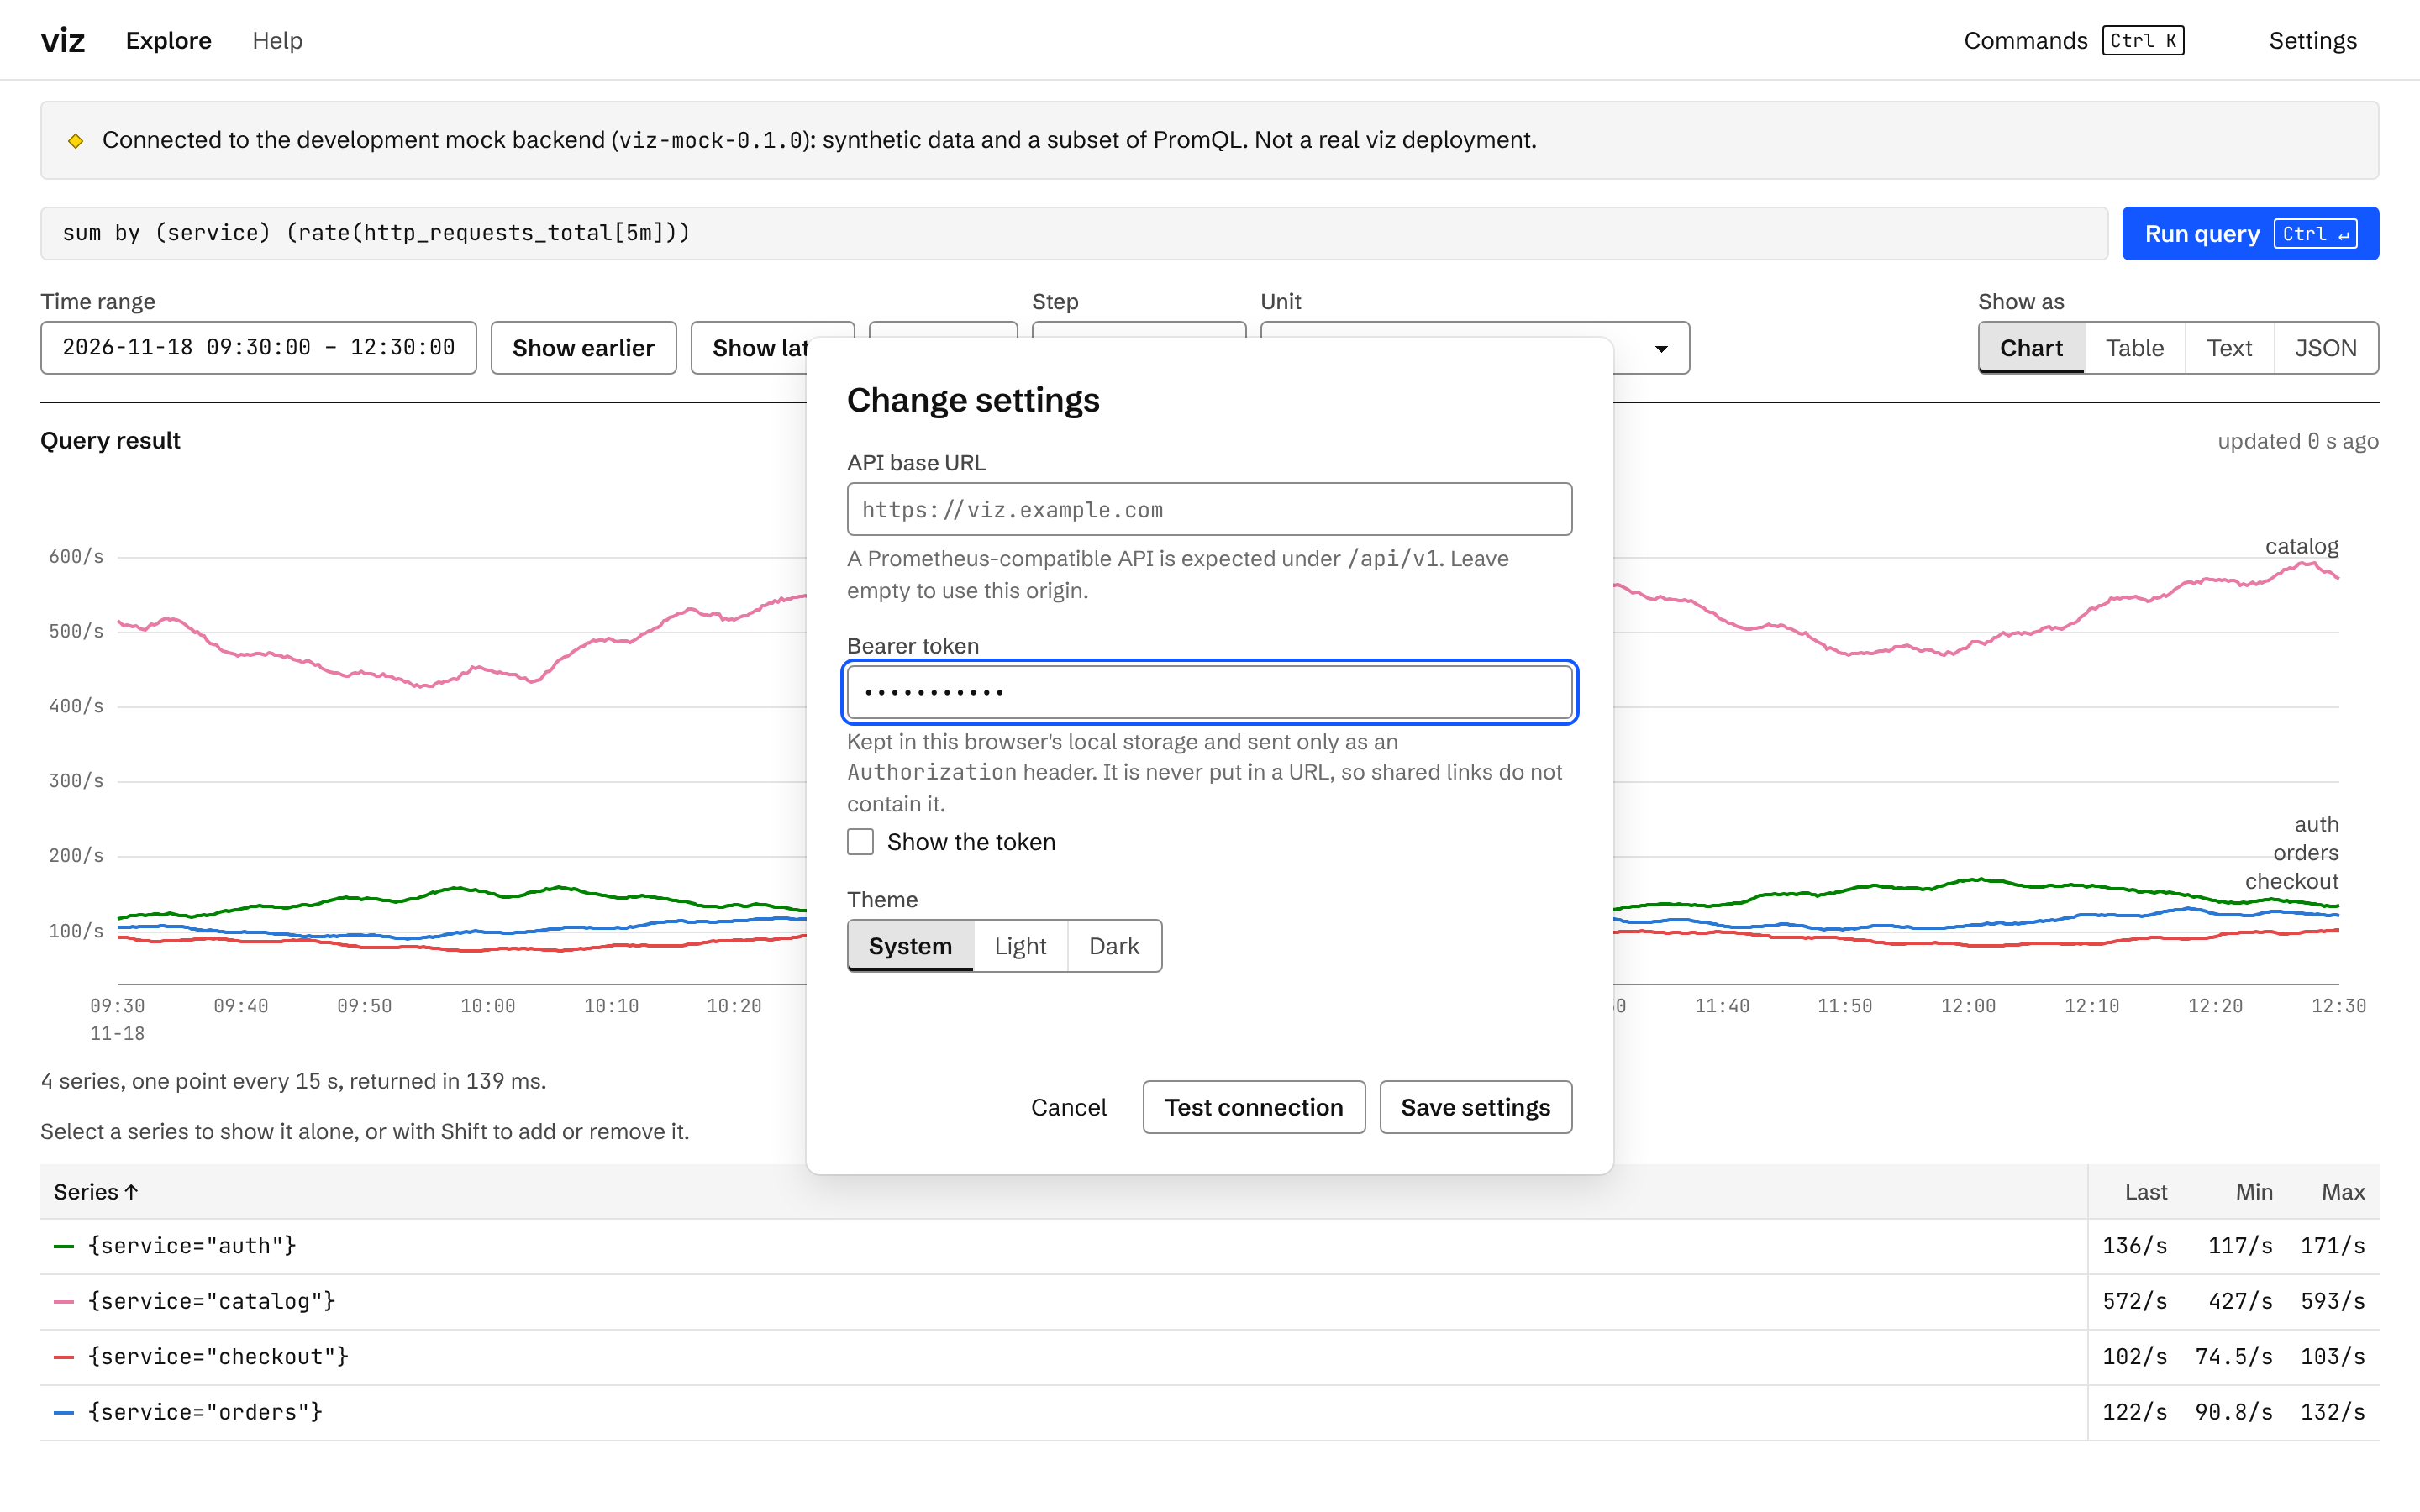 viz Explore Help Commands Ctrl K Settings
Connected to the development mock backend (viz-mock-0.1.0): synthetic data and a subset of PromQL. Not a real viz deployment.
sum by (service) (rate(http_requests_total[5m])) Run query Ctrl ↵
Time range Step Unit Show as
2026-11-18 09:30:00 – 12:30:00 Show earlier Show lat Chart Table Text JSON
Query result updated 0 s ago
Change settings
API base URL
https://viz.example.com
A Prometheus-compatible API is expected under /api/v1. Leave
empty to use this origin.
Bearer token
•••••••••••
Kept in this browser's local storage and sent only as an
Authorization header. It is never put in a URL, so shared links do not
contain it.
Show the token
Theme
System Light Dark
Cancel Test connection Save settings
600/s
500/s
400/s
300/s
200/s
100/s
catalog
auth
orders
checkout
09:30 09:40 09:50 10:00 10:10 10:20 11:40 11:50 12:00 12:10 12:20 12:30
11-18
4 series, one point every 15 s, returned in 139 ms.
Select a series to show it alone, or with Shift to add or remove it.
Series ↑ Last Min Max
{service="auth"} 136/s 117/s 171/s
{service="catalog"} 572/s 427/s 593/s
{service="checkout"} 102/s 74.5/s 103/s
{service="orders"} 122/s 90.8/s 132/s